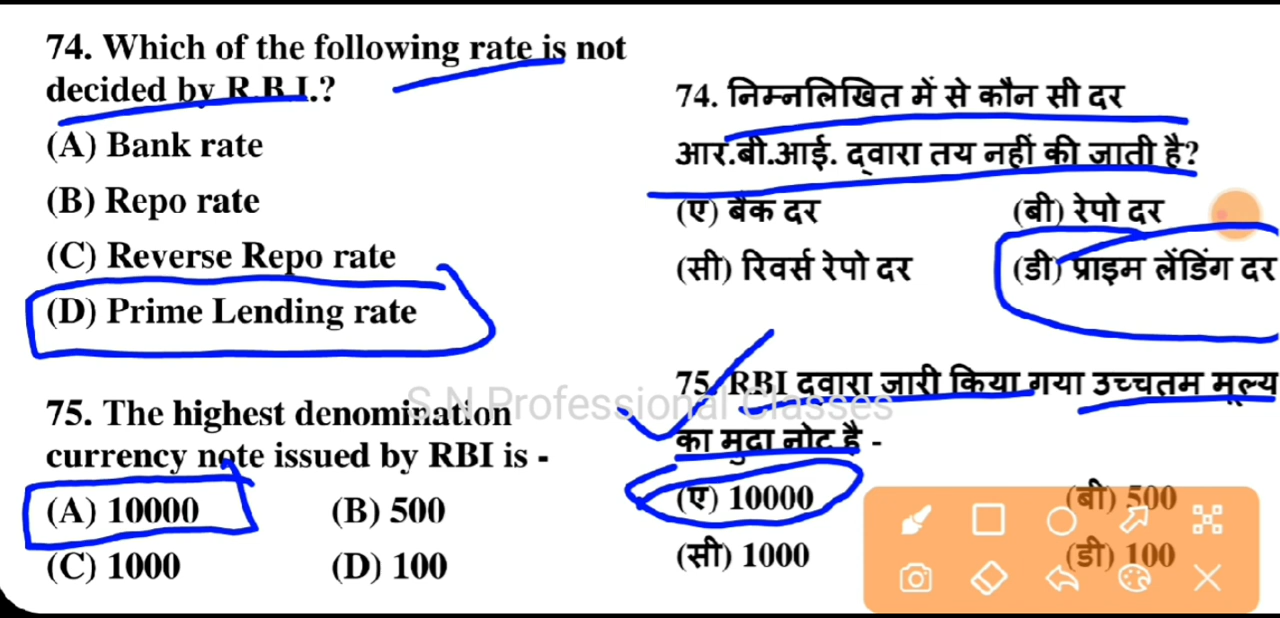 74. Which of the following rate is not
decided by R.B.I.?
(A) Bank rate
(B) Repo rate
(C) Reverse Repo rate
(D) Prime Lending rate
75. The highest denomination
currency note issued by RBI is -
(A) 10000 (B) 500
(C) 1000 (D) 100
74. निम्नलिखित में से कौन सी दर
आर.बी.आई. द्वारा तय नहीं की जाती है?
(ए) बैंक दर (बी) रेपो दर
(सी) रिवर्स रेपो दर (डी) प्राइम लेंडिंग दर
75. RBI द्वारा जारी किया गया उच्चतम मूल्य
का मुद्रा नोट है -
(ए) 10000 (बी) 500
(सी) 1000 (डी) 100
S.N Professional Classes